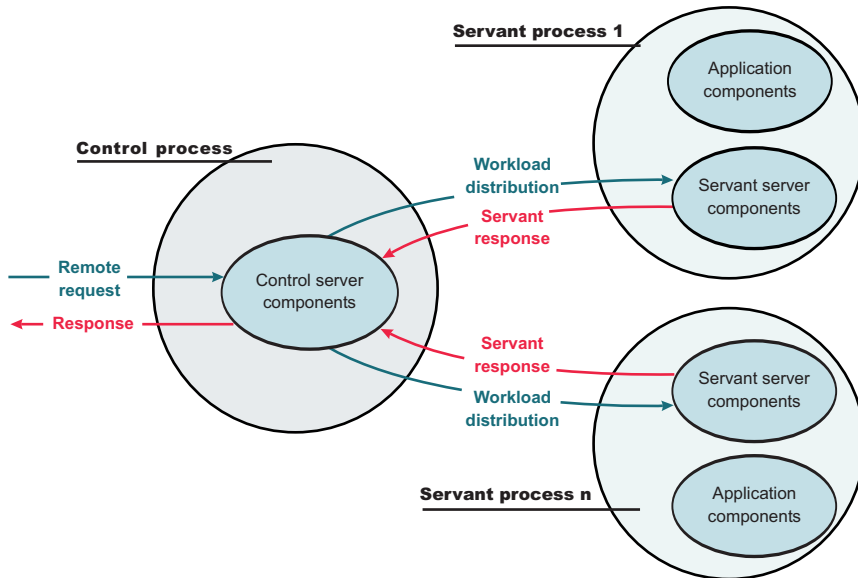 Servant process 1
Application
components
Control process
Workload
distribution
Servant server
components
Servant
response
Remote
request
Control server
components
Response
Servant
response
Servant server
components
Workload
distribution
Servant process n
Application
components